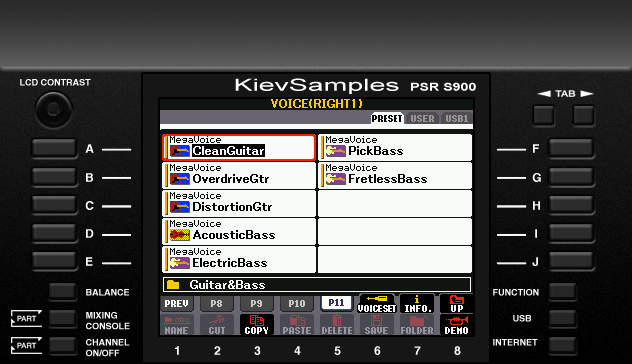 LCD CONTRAST
KievSamples PSR S900
TAB
VOICE(RIGHT1)
PRESET USER USB1
A
MegaVoice
CleanGuitar
MegaVoice
PickBass
F
B
MegaVoice
OverdriveGtr
MegaVoice
FretlessBass
G
C
MegaVoice
DistortionGtr
H
D
MegaVoice
AcousticBass
I
E
MegaVoice
ElectricBass
J
Guitar&Bass
BALANCE
FUNCTION
PREV P8 P9 P10 P11 VOICESET INFO. UP
PART
MIXING
CONSOLE
USB
NAME CUT COPY PASTE DELETE SAVE FOLDER DEMO
PART
CHANNEL
ON/OFF
INTERNET
1 2 3 4 5 6 7 8